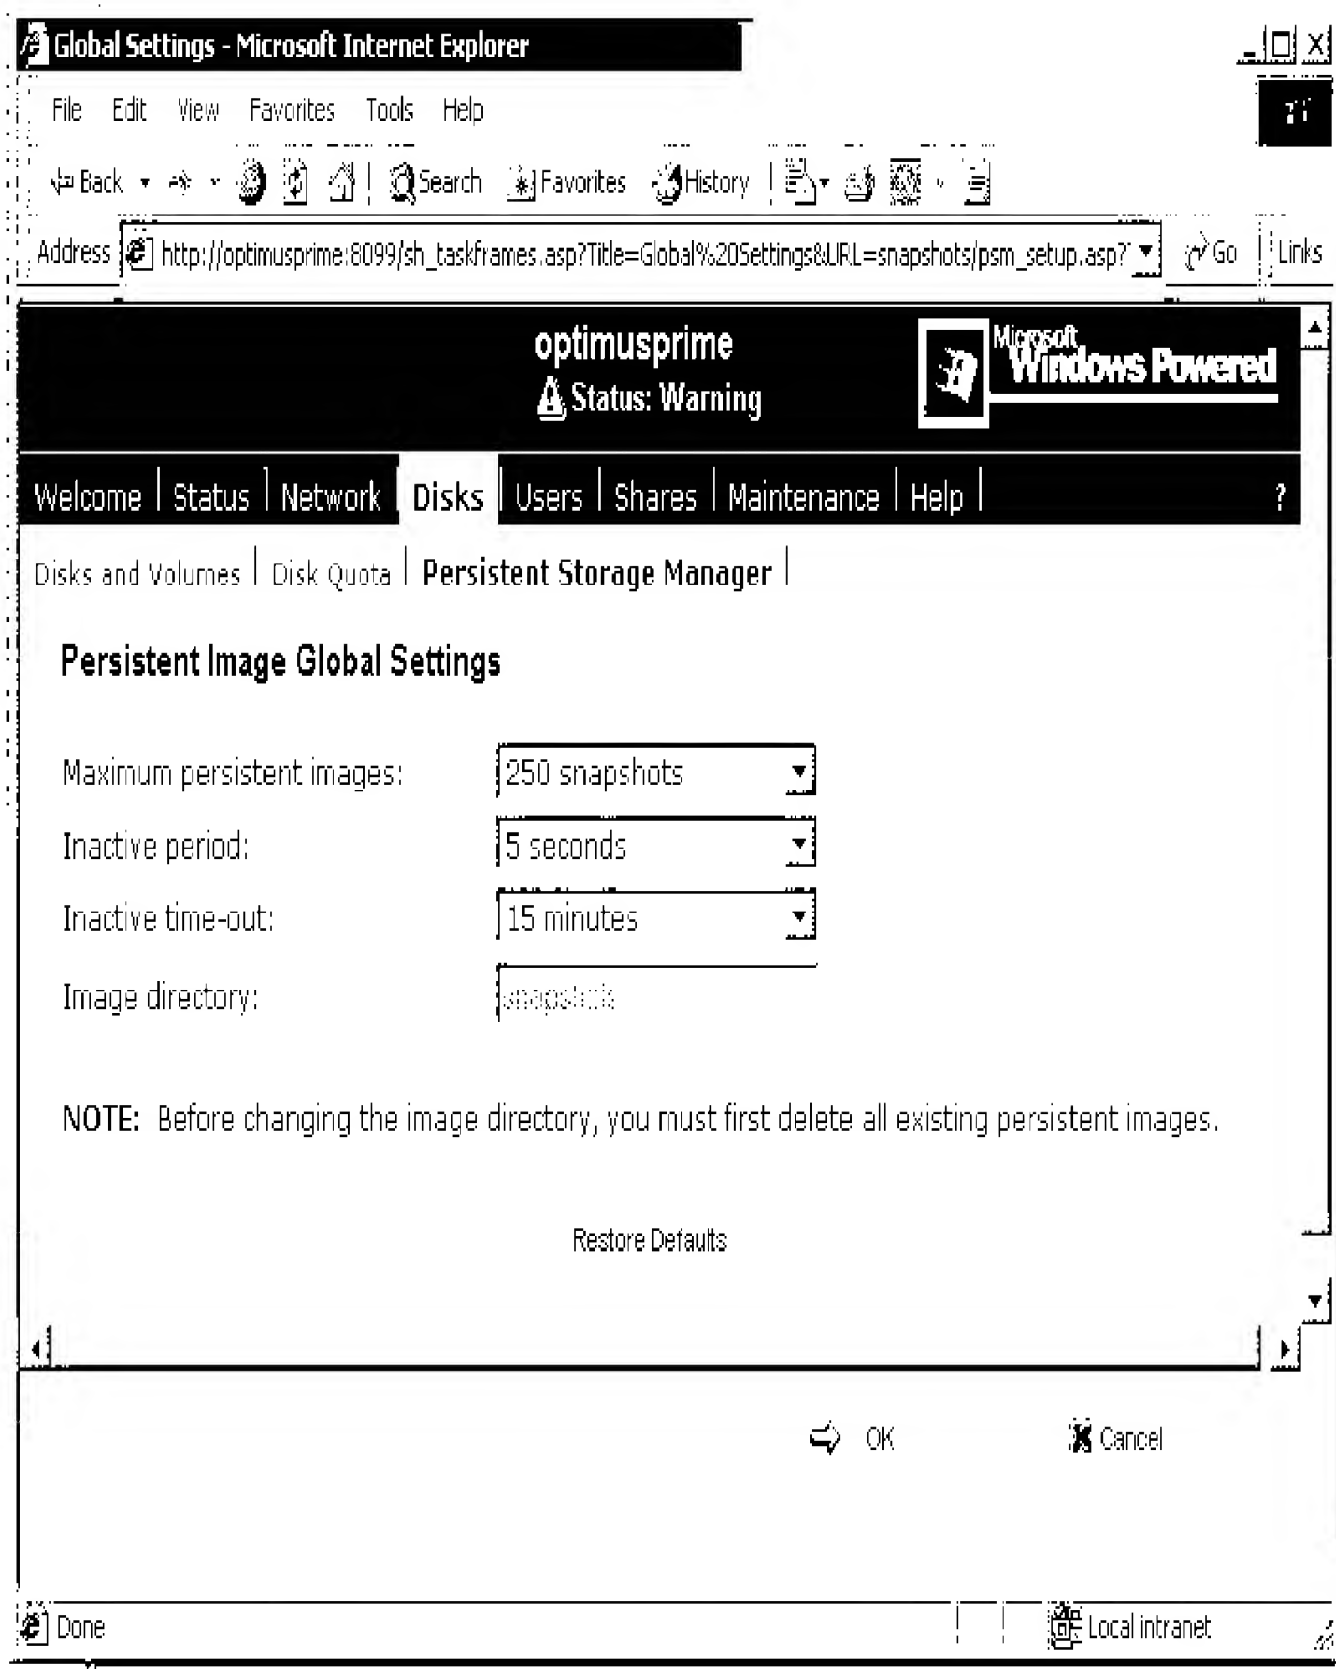 Global Settings - Microsoft Internet Explorer
File Edit View Favorites Tools Help
Back Search Favorites History
Address http://optimusprime:8099/sh_taskframes.asp?Title=Global%20Settings&URL=snapshots/psm_setup.asp? Go Links
optimusprime
Status: Warning
Microsoft
Windows Powered
Welcome | Status | Network | Disks | Users | Shares | Maintenance | Help | ?
Disks and Volumes | Disk Quota | Persistent Storage Manager |
Persistent Image Global Settings
Maximum persistent images: 250 snapshots
Inactive period: 5 seconds
Inactive time-out: 15 minutes
Image directory: snapshots
NOTE: Before changing the image directory, you must first delete all existing persistent images.
Restore Defaults
OK Cancel
Done Local intranet